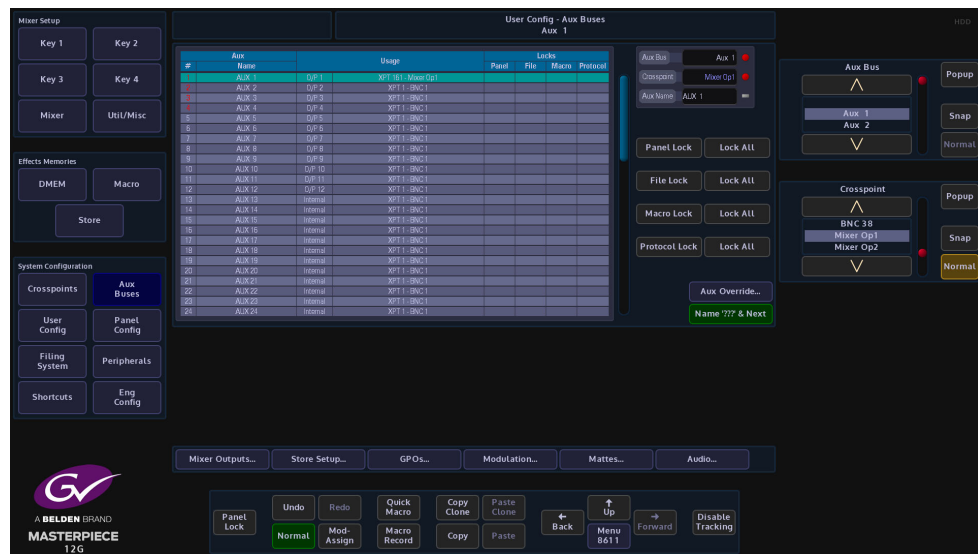 Mixer Setup
Key 1
Key 2
Key 3
Key 4
Mixer
Util/Misc
Effects Memories
DMEM
Macro
Store
System Configuration
Crosspoints
Aux
Buses
User
Config
Panel
Config
Filing
System
Peripherals
Shortcuts
Eng
Config
GV
A BELDEN BRAND
MASTERPIECE
12G
User Config - Aux Buses
Aux 1
HDD
Aux Usage Locks
# Name Panel File Macro Protocol
1 AUX 1 O/P 1 XPT 161 - Mixer Op1
2 AUX 2 O/P 2 XPT 1 - BNC 1
3 AUX 3 O/P 3 XPT 1 - BNC 1
4 AUX 4 O/P 4 XPT 1 - BNC 1
5 AUX 5 O/P 5 XPT 1 - BNC 1
6 AUX 6 O/P 6 XPT 1 - BNC 1
7 AUX 7 O/P 7 XPT 1 - BNC 1
8 AUX 8 O/P 8 XPT 1 - BNC 1
9 AUX 9 O/P 9 XPT 1 - BNC 1
10 AUX 10 O/P 10 XPT 1 - BNC 1
11 AUX 11 O/P 11 XPT 1 - BNC 1
12 AUX 12 O/P 12 XPT 1 - BNC 1
13 AUX 13 Internal XPT 1 - BNC 1
14 AUX 14 Internal XPT 1 - BNC 1
15 AUX 15 Internal XPT 1 - BNC 1
16 AUX 16 Internal XPT 1 - BNC 1
17 AUX 17 Internal XPT 1 - BNC 1
18 AUX 18 Internal XPT 1 - BNC 1
19 AUX 19 Internal XPT 1 - BNC 1
20 AUX 20 Internal XPT 1 - BNC 1
21 AUX 21 Internal XPT 1 - BNC 1
22 AUX 22 Internal XPT 1 - BNC 1
23 AUX 23 Internal XPT 1 - BNC 1
24 AUX 24 Internal XPT 1 - BNC 1
Aux Bus Aux 1
Crosspoint Mixer Op1
Aux Name AUX 1
Panel Lock
Lock All
File Lock
Lock All
Macro Lock
Lock All
Protocol Lock
Lock All
Aux Override...
Name '???' & Next
Aux Bus
Aux 1
Aux 2
Popup
Snap
Normal
Crosspoint
BNC 38
Mixer Op1
Mixer Op2
Popup
Snap
Normal
Mixer Outputs...
Store Setup...
GPOs...
Modulation...
Mattes...
Audio...
Panel
Lock
Undo
Redo
Normal
Mod-
Assign
Quick
Macro
Macro
Record
Copy
Clone
Paste
Clone
Copy
Paste
Back
Up
Menu
8611
Forward
Disable
Tracking